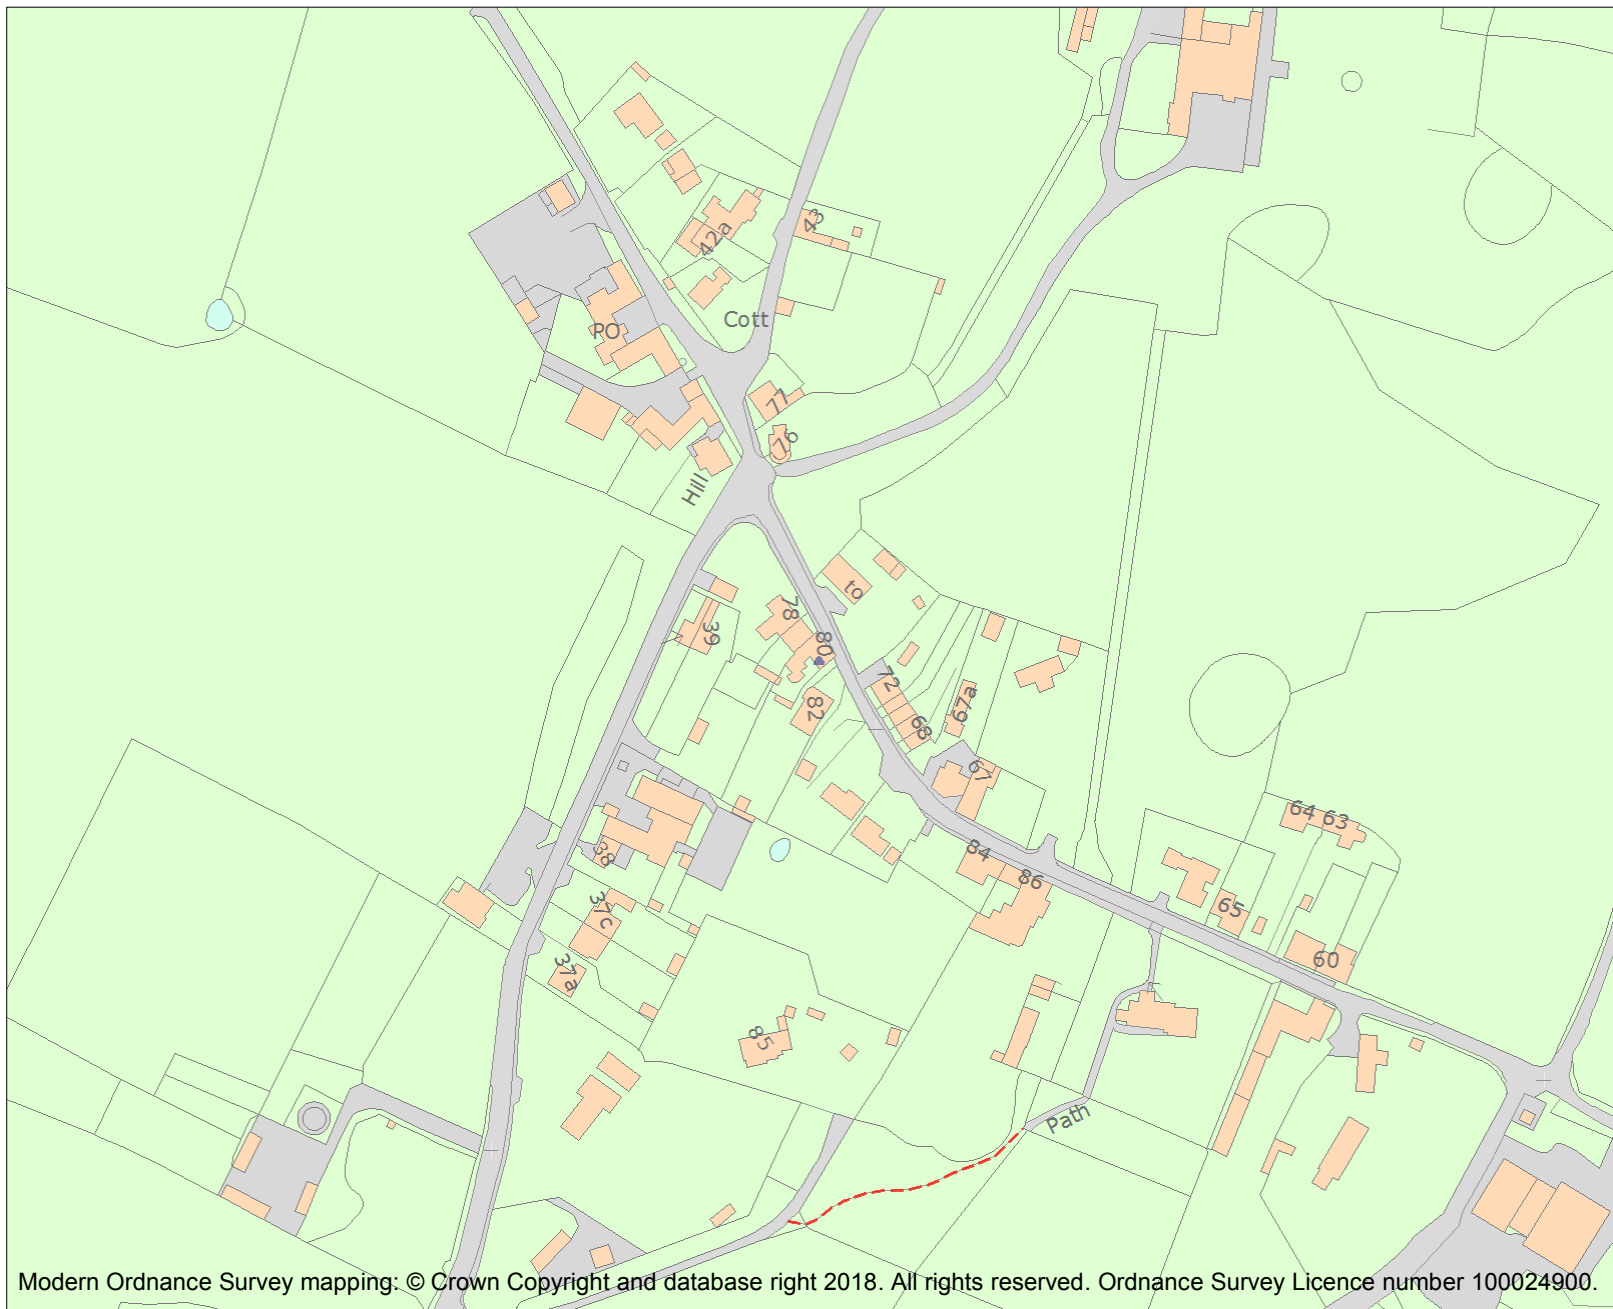 43
42a
Cott
PO
77
76
Hill
to
78
39
80
72
82
67a
68
67
64 63
38
84
86
37c
65
60
37a
85
Path
Modern Ordnance Survey mapping: © Crown Copyright and database right 2018. All rights reserved. Ordnance Survey Licence number 100024900.